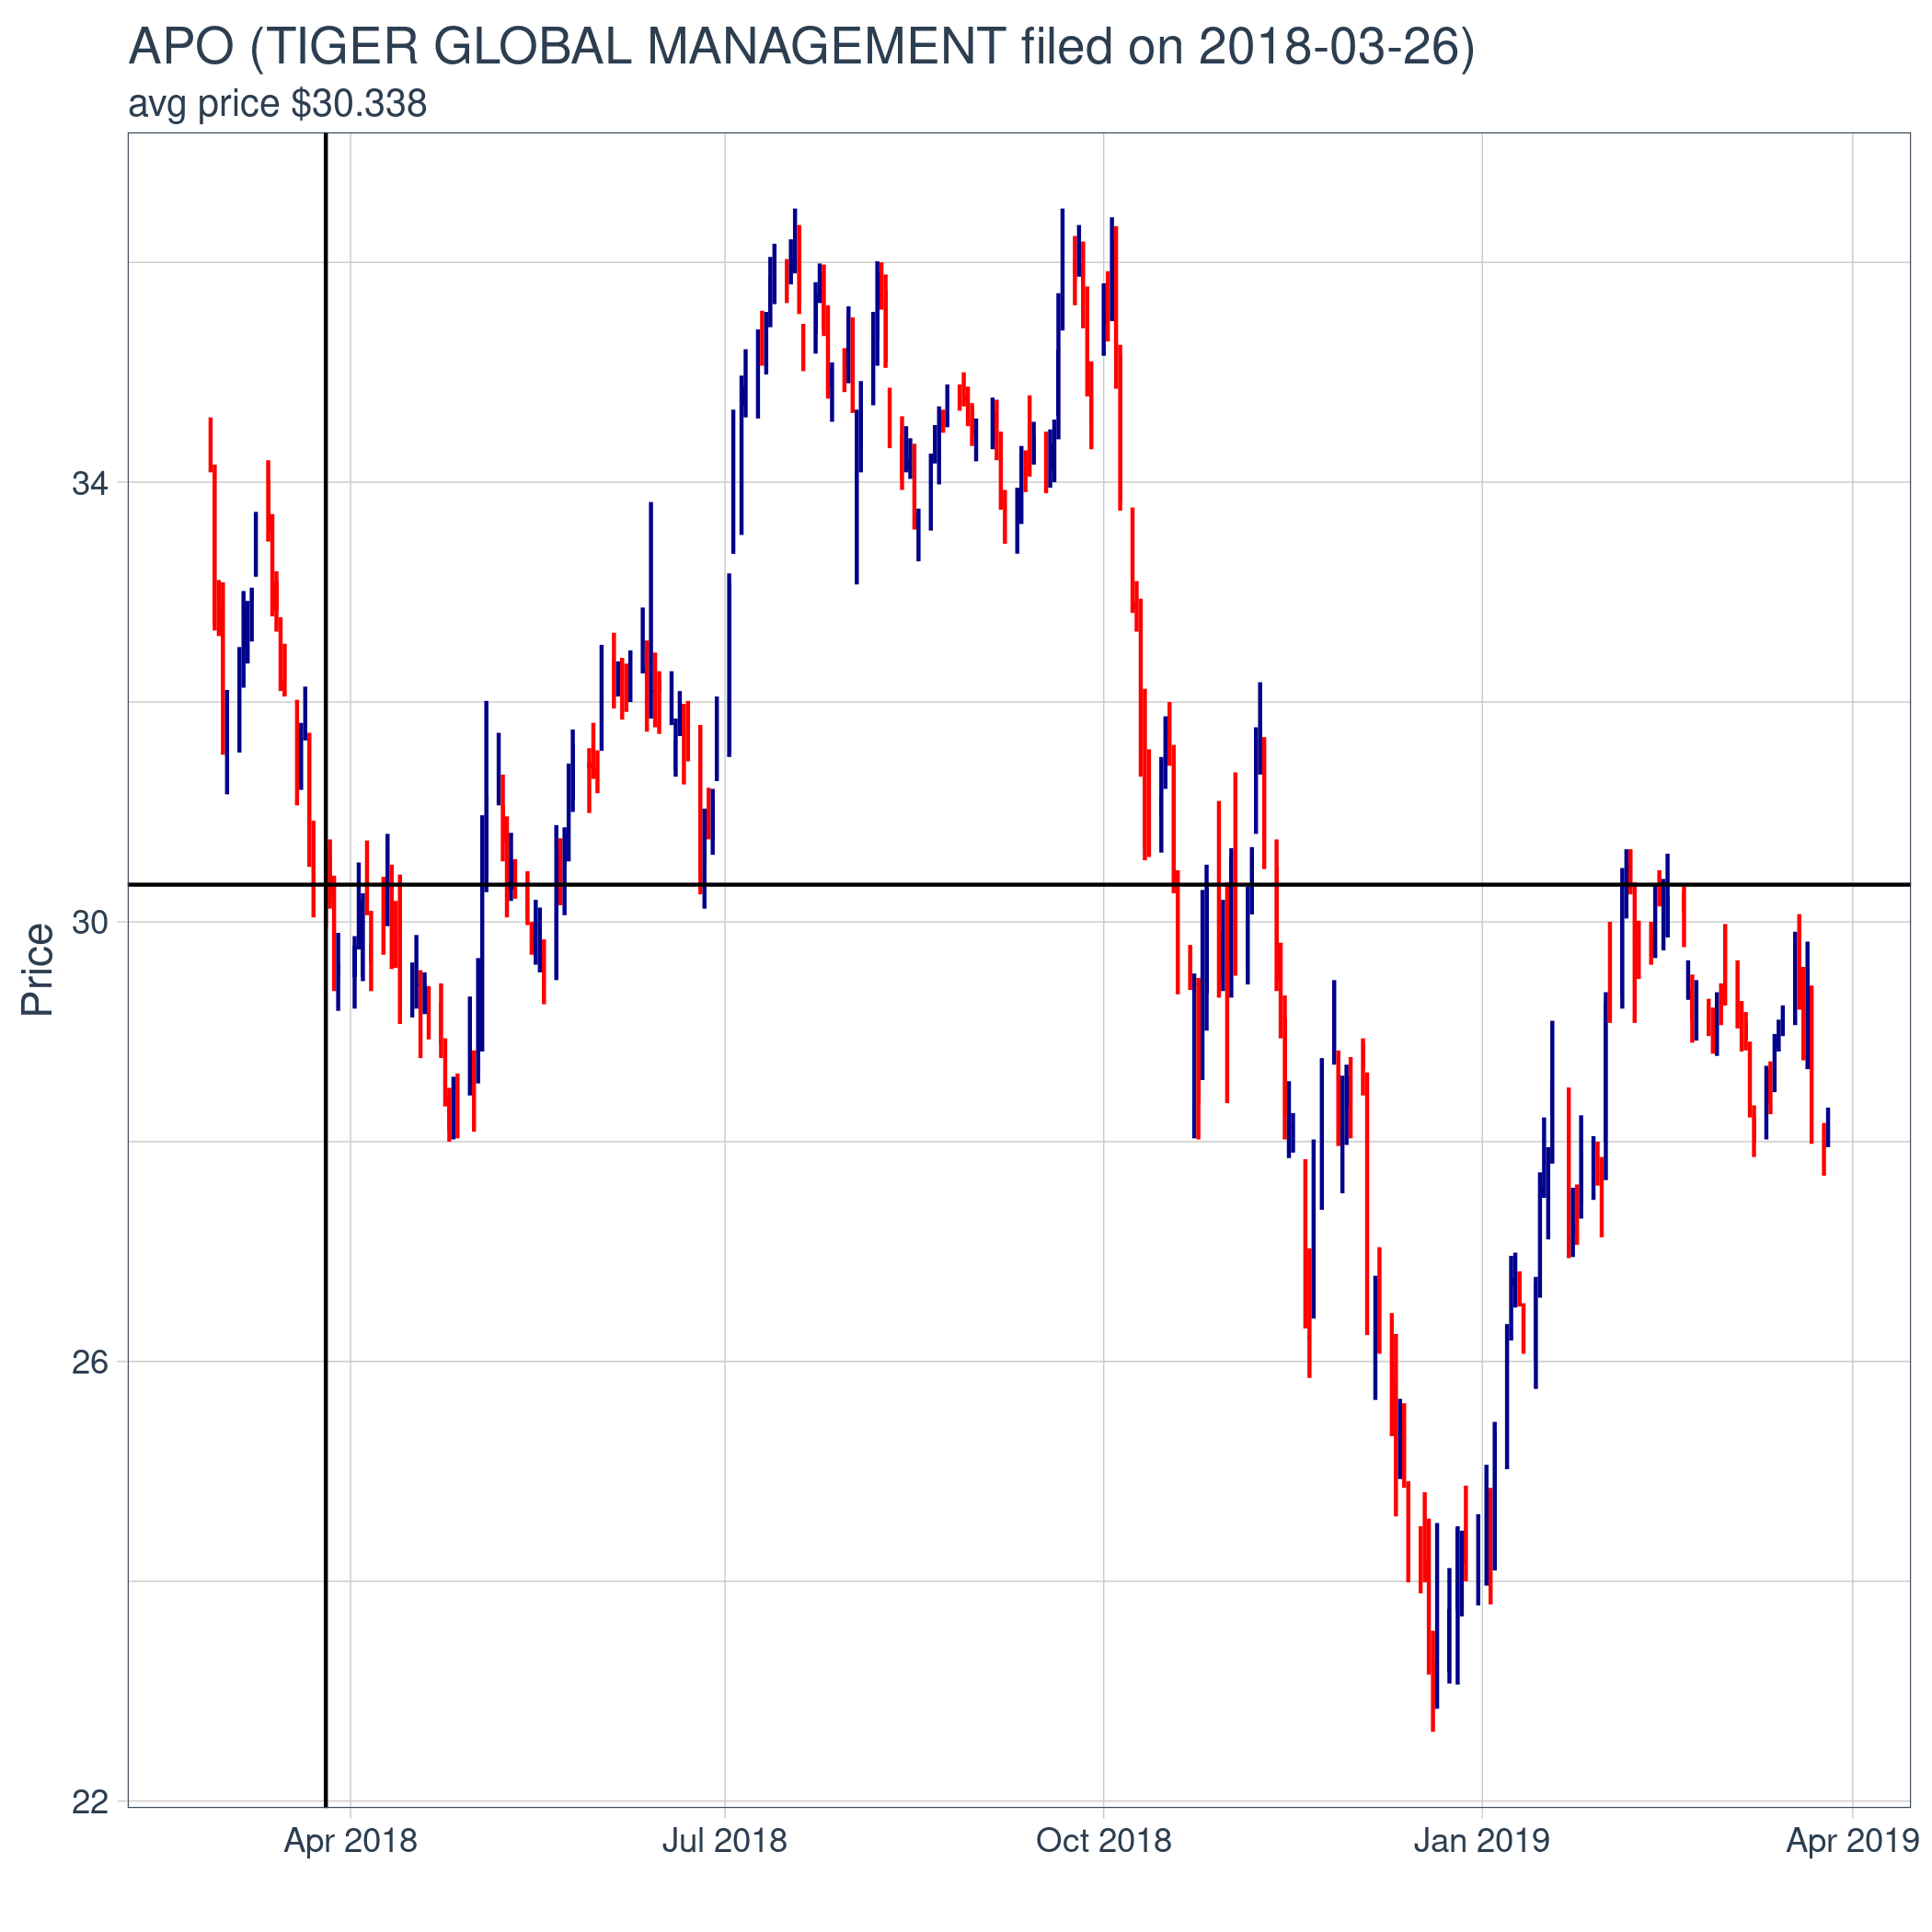 APO (TIGER GLOBAL MANAGEMENT filed on 2018-03-26)
avg price $30.338
Price
34
30
26
22
Apr 2018
Jul 2018
Oct 2018
Jan 2019
Apr 2019